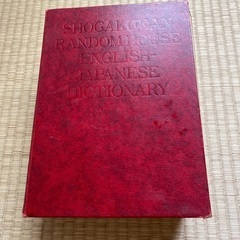 SHOGAKUKAN
RANDOM HOUSE
ENGLISH-
JAPANESE
DICTIONARY